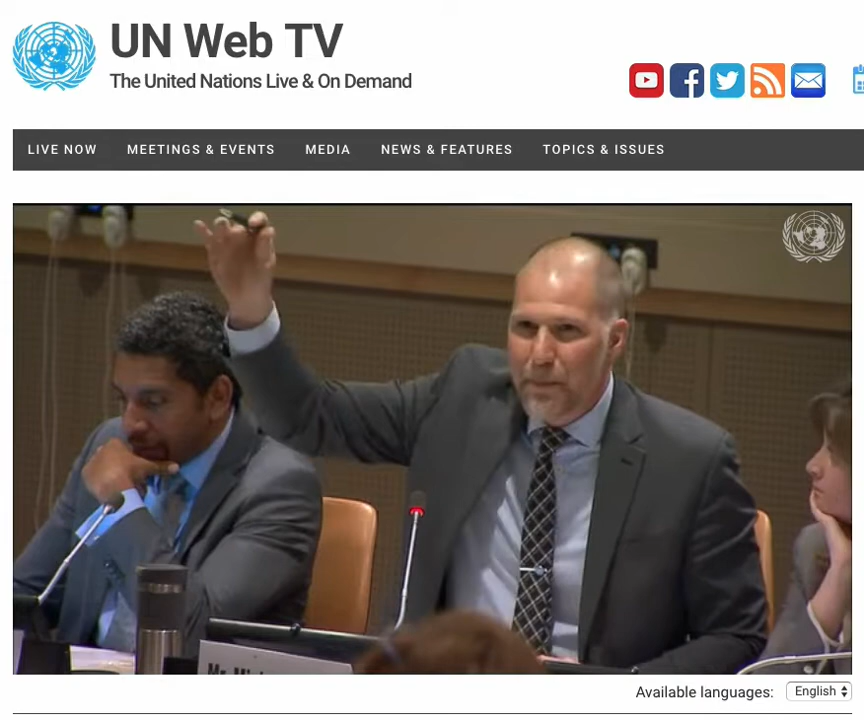 UN Web TV
The United Nations Live & On Demand
LIVE NOW MEETINGS & EVENTS MEDIA NEWS & FEATURES TOPICS & ISSUES
Mr.
Available languages: English